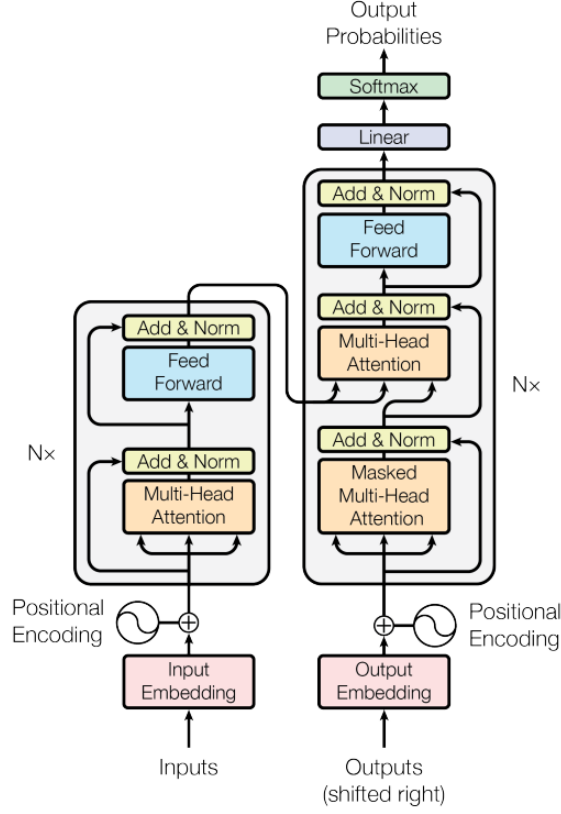 Output
Probabilities
Softmax
Linear
Add & Norm
Feed
Forward
Add & Norm
Multi-Head
Attention
Add & Norm
Masked
Multi-Head
Attention
Nx
Add & Norm
Feed
Forward
Add & Norm
Multi-Head
Attention
Nx
Positional
Encoding
Positional
Encoding
Input
Embedding
Output
Embedding
Inputs
Outputs
(shifted right)